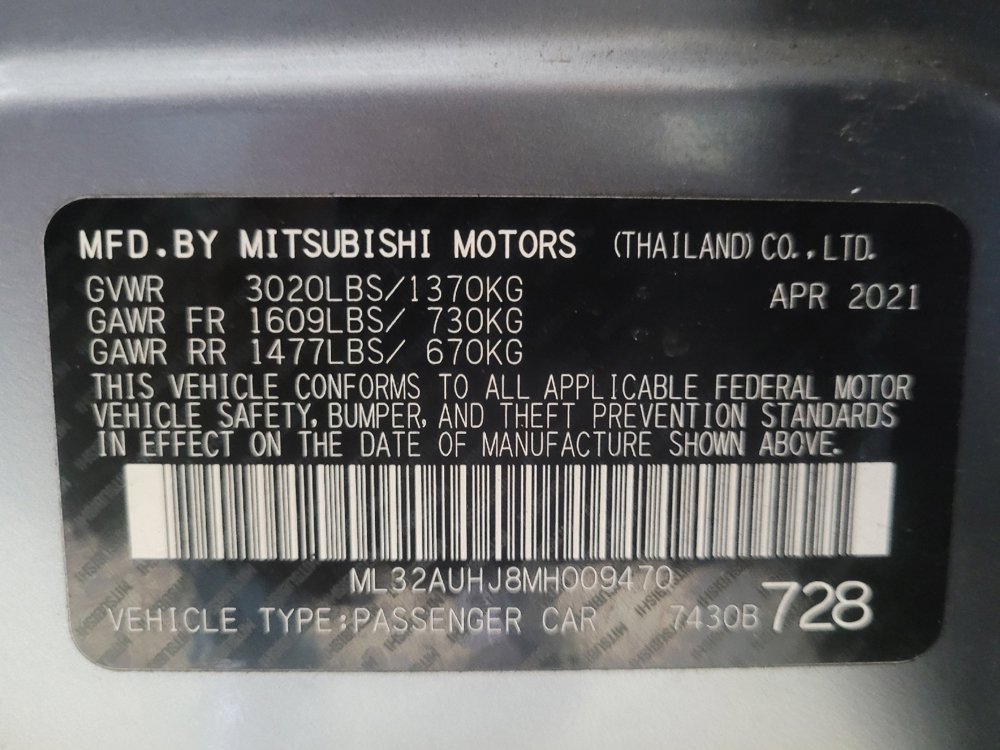 MFD.BY MITSUBISHI MOTORS (THAILAND) CO., LTD.
GVWR 3020LBS/1370KG APR 2021
GAWR FR 1609LBS/ 730KG
GAWR RR 1477LBS/ 670KG
THIS VEHICLE CONFORMS TO ALL APPLICABLE FEDERAL MOTOR
VEHICLE SAFETY, BUMPER, AND THEFT PREVENTION STANDARDS
IN EFFECT ON THE DATE OF MANUFACTURE SHOWN ABOVE.
ML32AUHJ8MH009470
VEHICLE TYPE:PASSENGER CAR 7430B 728